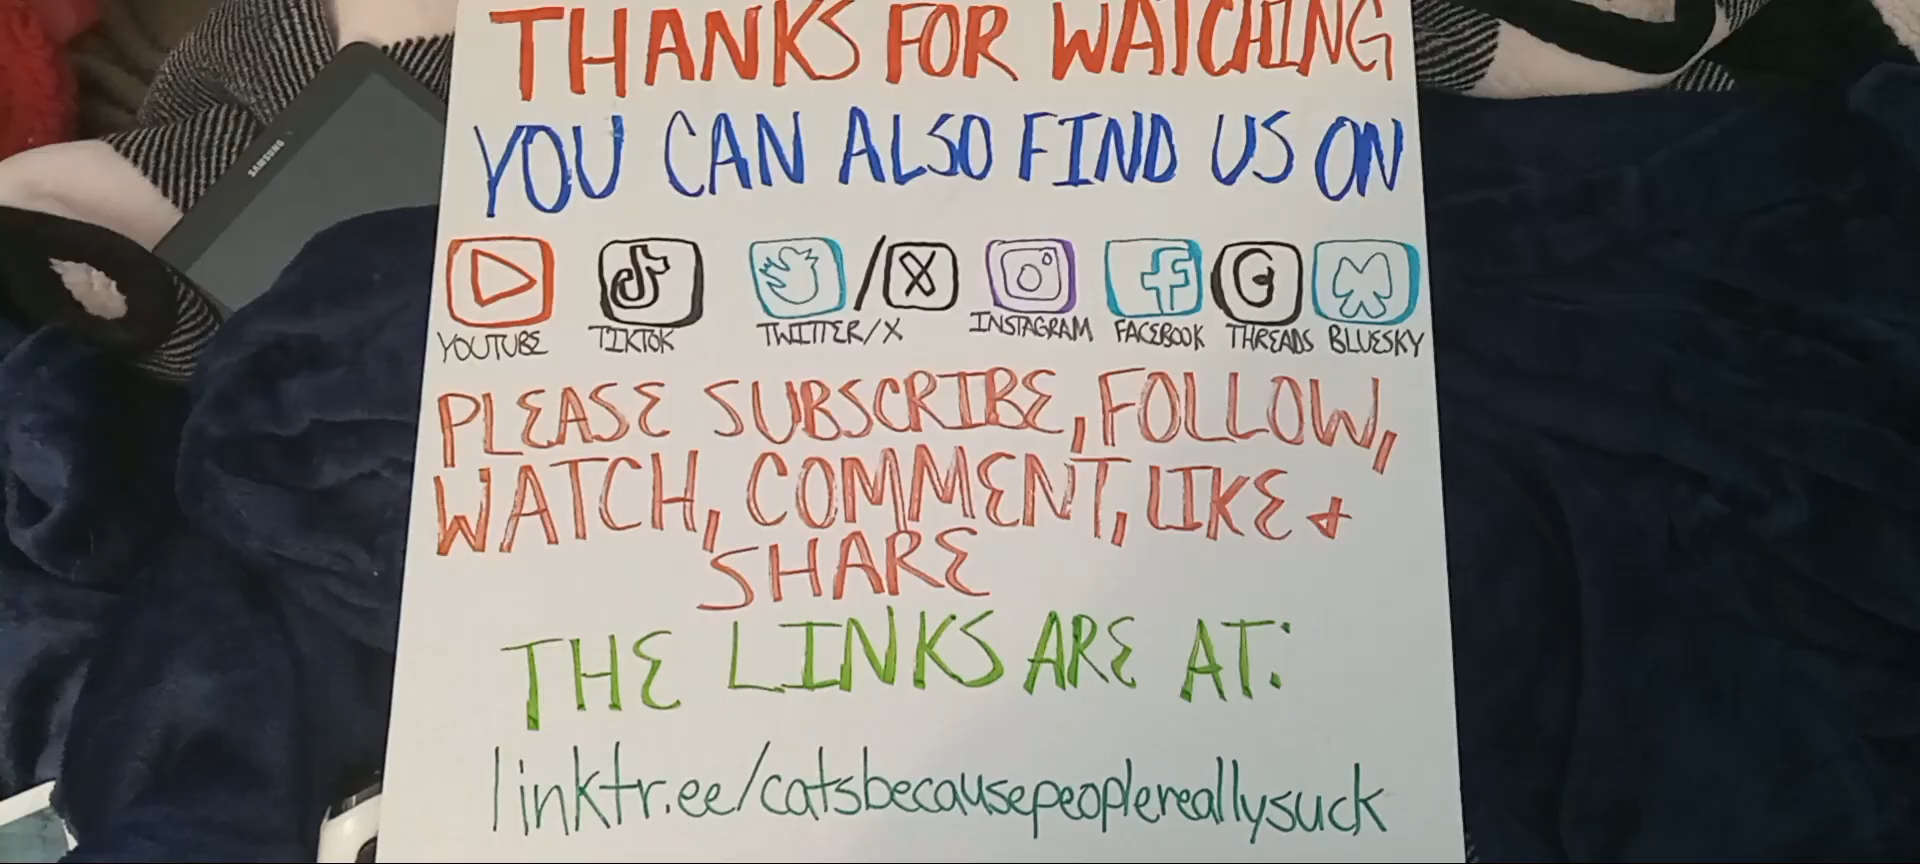 THANKS FOR WATCHING
YOU CAN ALSO FIND US ON
YOUTUBE TIKTOK TWITTER/X INSTAGRAM FACEBOOK THREADS BLUESKY
PLEASE SUBSCRIBE, FOLLOW,
WATCH, COMMENT, LIKE +
SHARE
THE LINKS ARE AT:
linktr.ee/catsbecausepeoplereallysuck
SAMSUNG